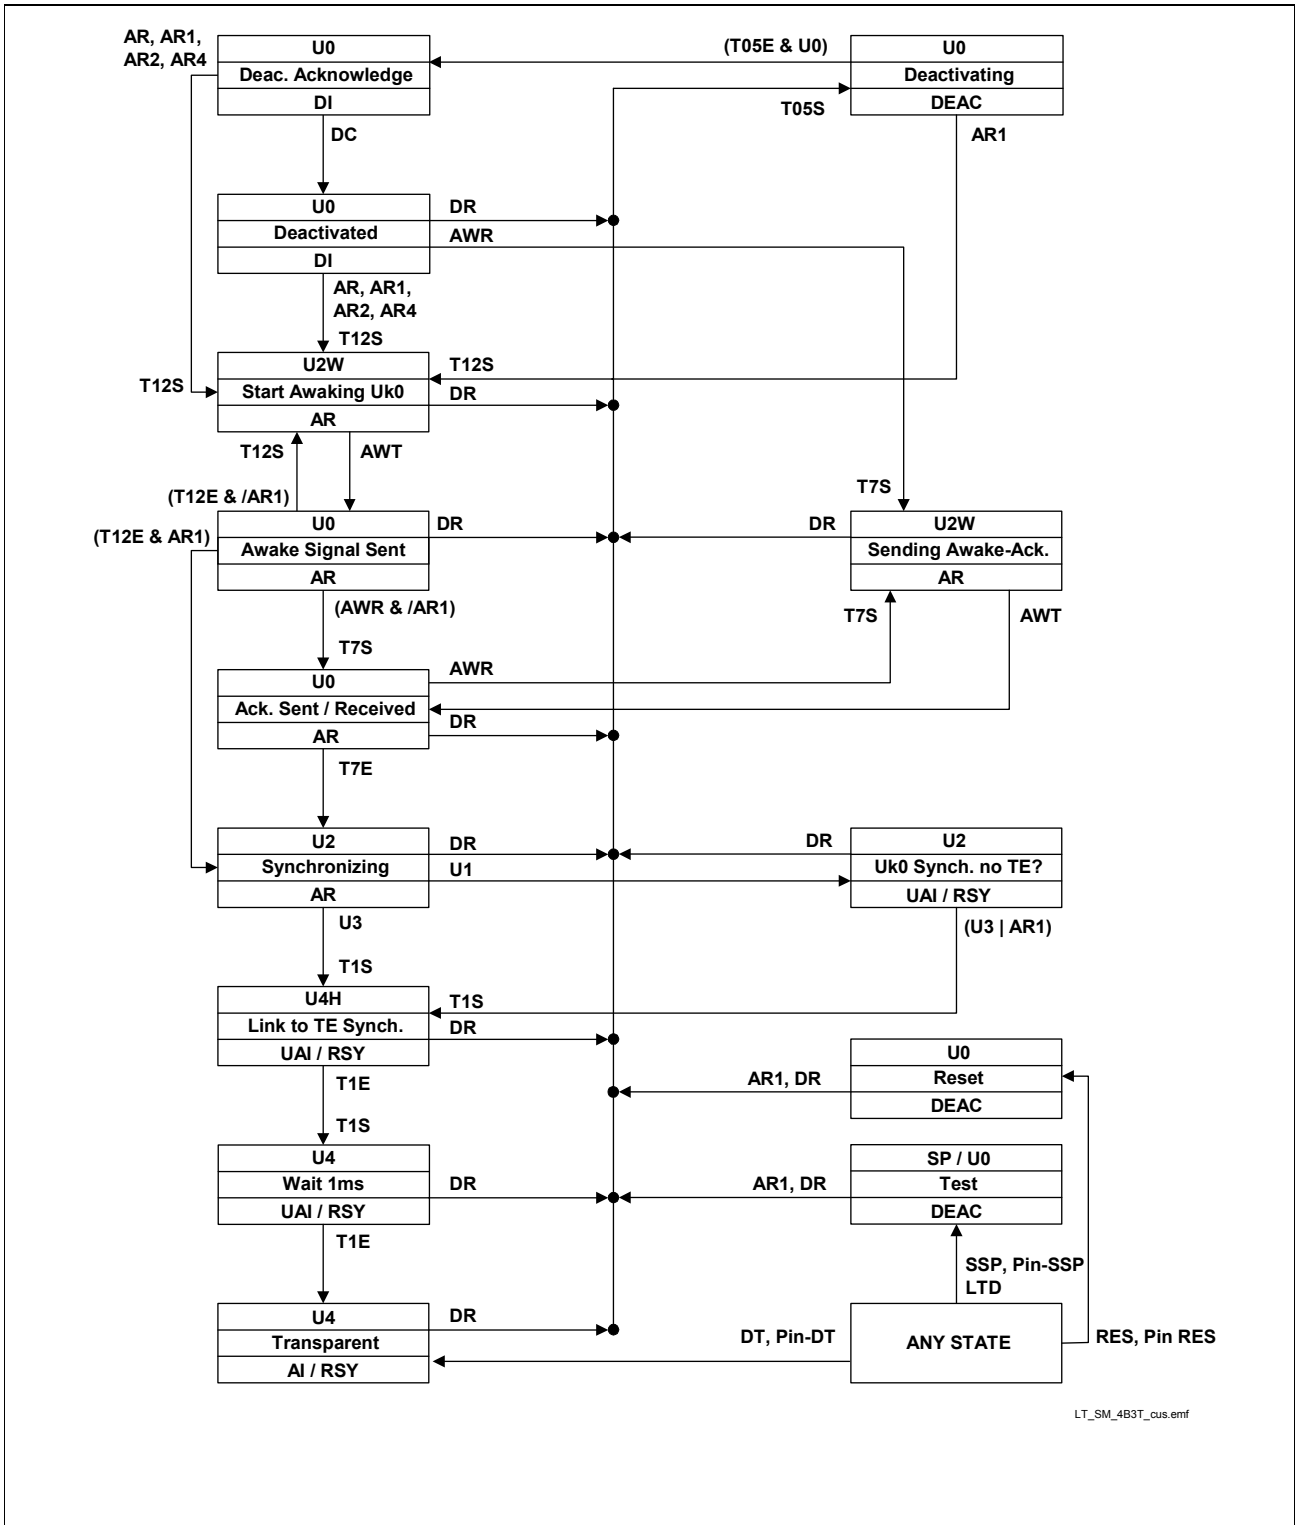 AR, AR1,
AR2, AR4
U0
Deac. Acknowledge
DI
(T05E & U0)
T05S
U0
Deactivating
DEAC
DC
AR1
U0
Deactivated
DI
DR
AWR
AR, AR1,
AR2, AR4
T12S
T12S
U2W
Start Awaking Uk0
AR
T12S
DR
T12S
AWT
(T12E & /AR1)
(T12E & AR1)
T7S
U0
Awake Signal Sent
AR
DR
DR
U2W
Sending Awake-Ack.
AR
(AWR & /AR1)
T7S
T7S
AWT
U0
Ack. Sent / Received
AR
AWR
DR
T7E
U2
Synchronizing
AR
DR
U1
DR
U2
Uk0 Synch. no TE?
UAI / RSY
U3
T1S
(U3 | AR1)
U4H
Link to TE Synch.
UAI / RSY
T1S
DR
AR1, DR
U0
Reset
DEAC
T1E
T1S
U4
Wait 1ms
UAI / RSY
DR
AR1, DR
SP / U0
Test
DEAC
T1E
SSP, Pin-SSP
LTD
U4
Transparent
AI / RSY
DR
DT, Pin-DT
ANY STATE
RES, Pin RES
LT_SM_4B3T_cus.emf